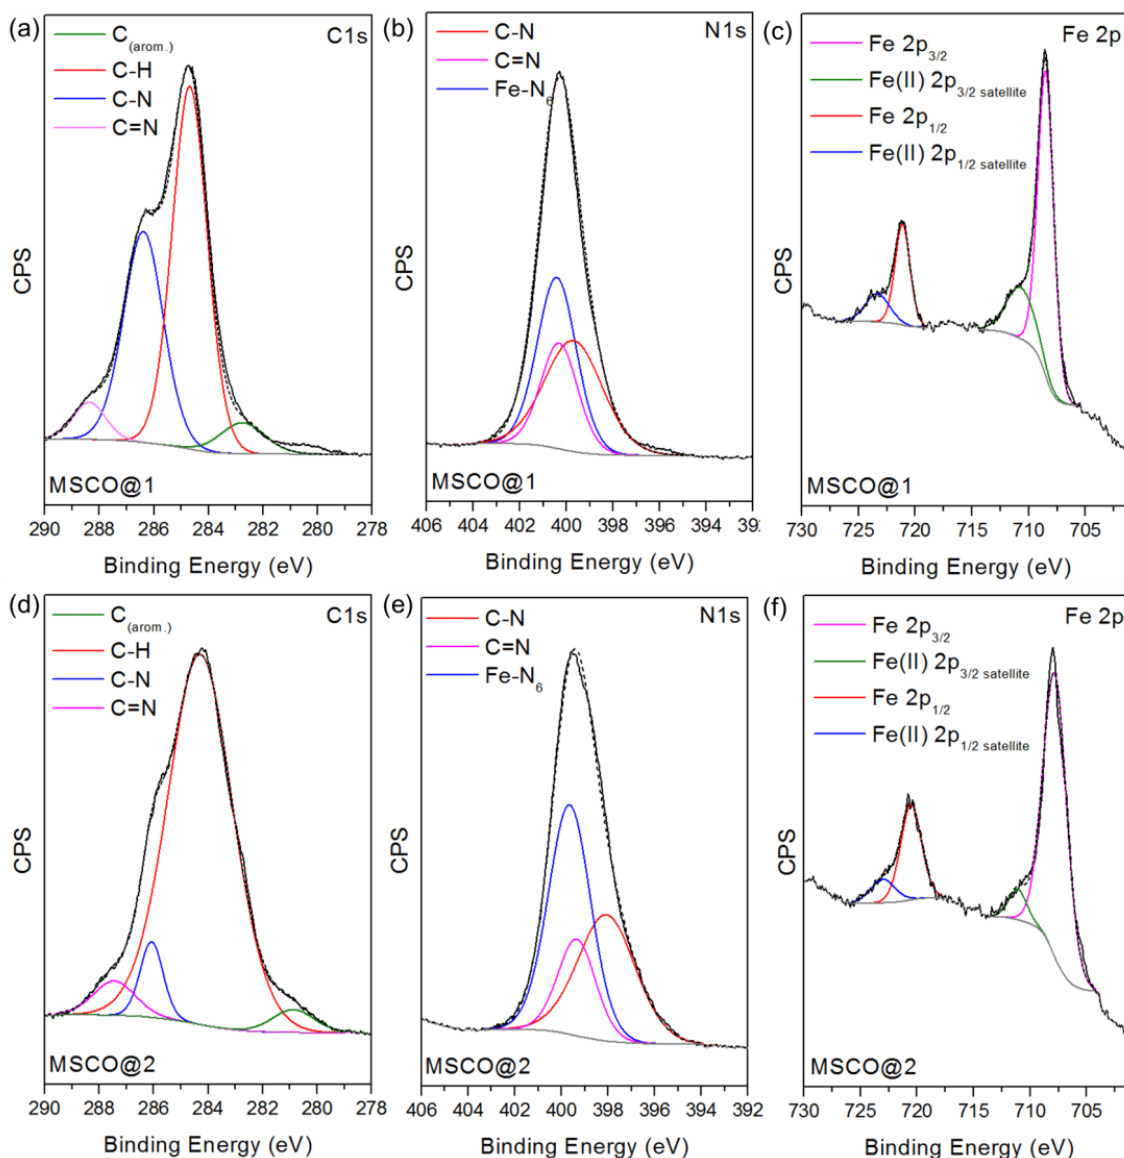 (a)
C(arom.)
C-H
C-N
C=N
C1s
CPS
MSCO@1
290 288 286 284 282 280 278
Binding Energy (eV)
(b)
C-N
C=N
Fe-N6
N1s
CPS
MSCO@1
406 404 402 400 398 396 394
Binding Energy (eV)
(c)
Fe 2p3/2
Fe(II) 2p3/2 satellite
Fe 2p1/2
Fe(II) 2p1/2 satellite
Fe 2p
CPS
MSCO@1
730 725 720 715 710 705
Binding Energy (eV)
(d)
C(arom.)
C-H
C-N
C=N
C1s
CPS
MSCO@2
290 288 286 284 282 280 278
Binding Energy (eV)
(e)
C-N
C=N
Fe-N6
N1s
CPS
MSCO@2
406 404 402 400 398 396 394 392
Binding Energy (eV)
(f)
Fe 2p3/2
Fe(II) 2p3/2 satellite
Fe 2p1/2
Fe(II) 2p1/2 satellite
Fe 2p
CPS
MSCO@2
730 725 720 715 710 705
Binding Energy (eV)